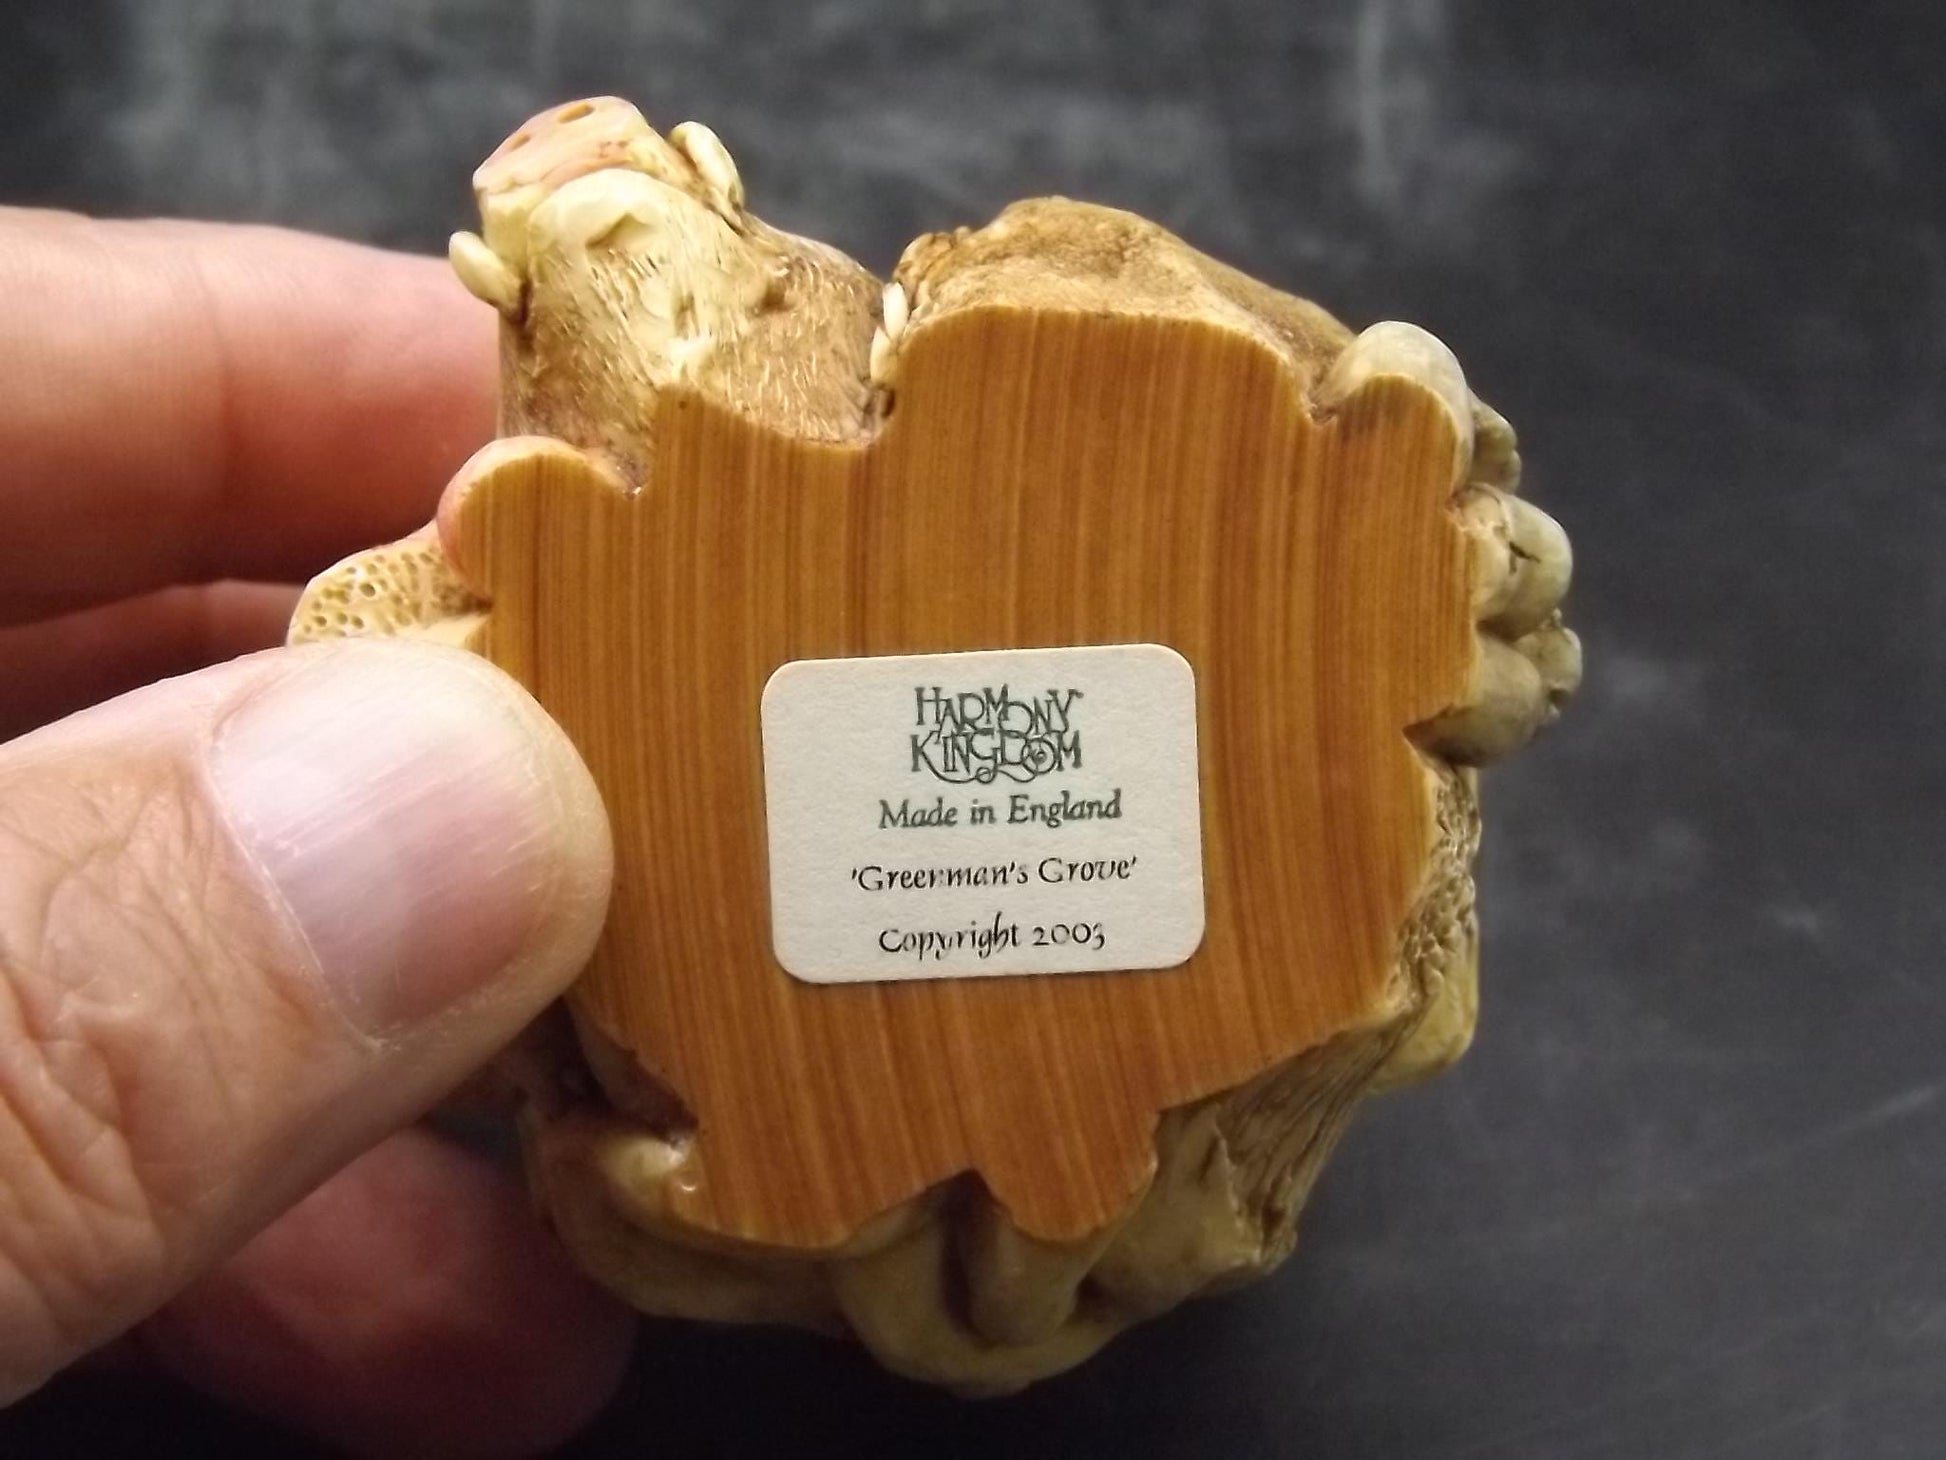 HARMONY
KINGDOM
Made in England
'Greenman's Grove'
Copyright 2003